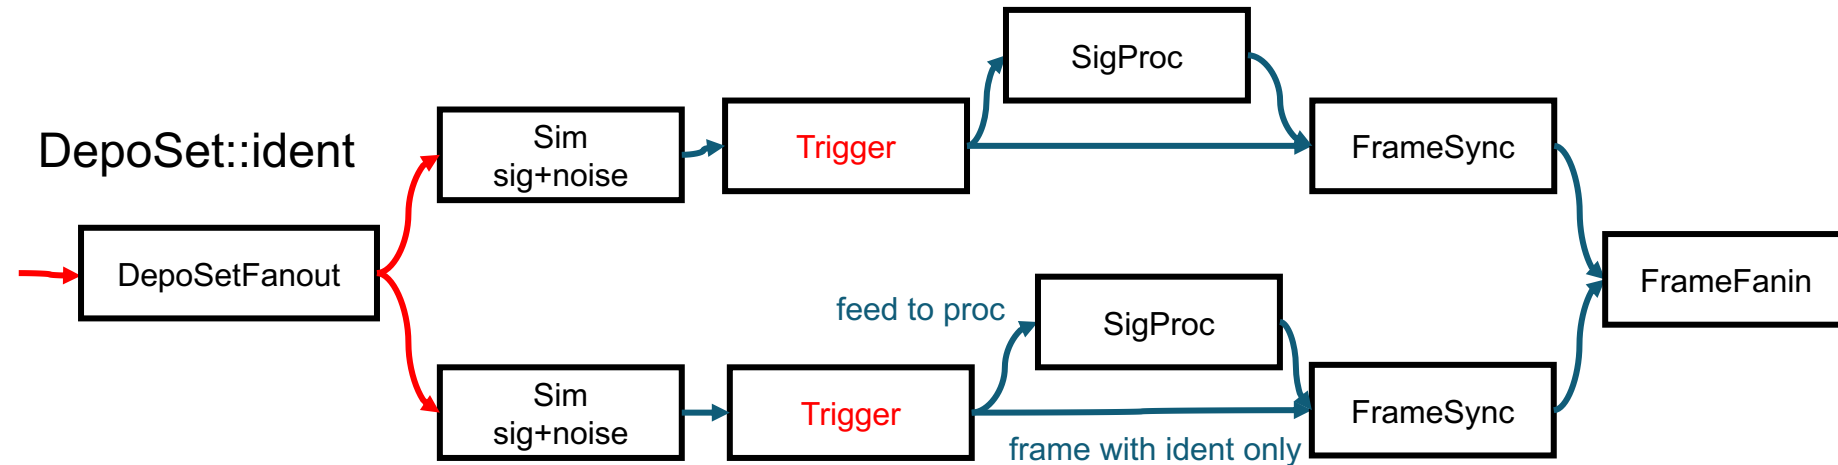 SigProc
DepoSet::ident
Sim
sig+noise
Trigger
FrameSync
DepoSetFanout
FrameFanin
feed to proc
SigProc
Sim
sig+noise
Trigger
FrameSync
frame with ident only